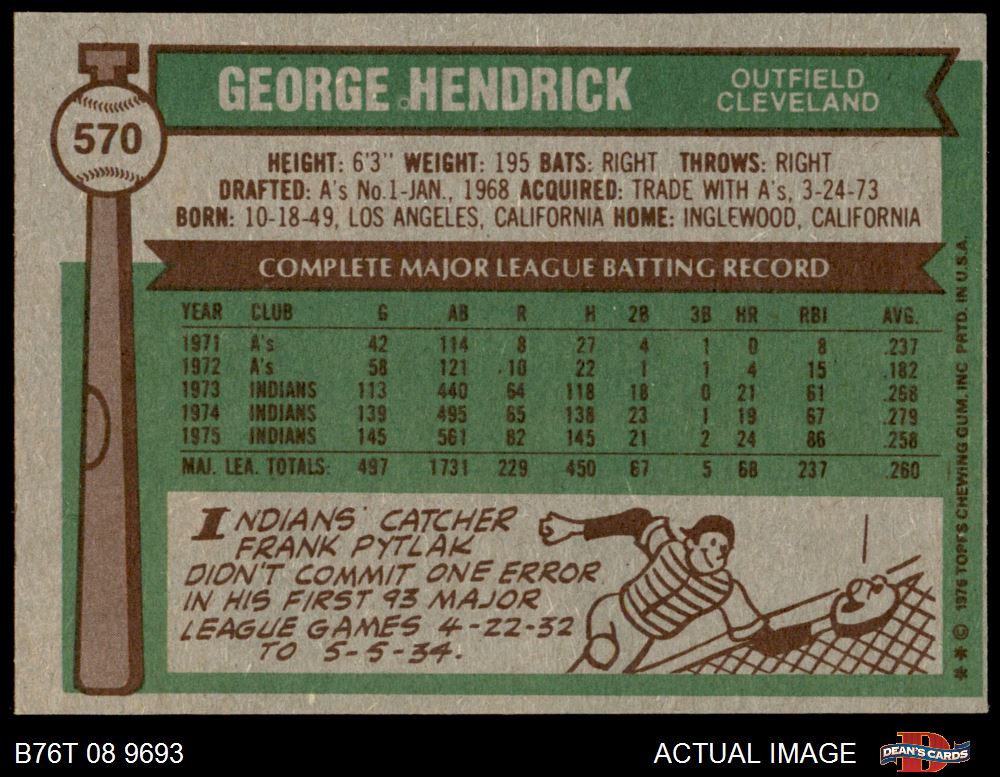 570
GEORGE HENDRICK
OUTFIELD
CLEVELAND
HEIGHT: 6'3" WEIGHT: 195 BATS: RIGHT THROWS: RIGHT
DRAFTED: A's No.1-JAN., 1968 ACQUIRED: TRADE WITH A's, 3-24-73
BORN: 10-18-49, LOS ANGELES, CALIFORNIA HOME: INGLEWOOD, CALIFORNIA
COMPLETE MAJOR LEAGUE BATTING RECORD
YEAR CLUB G AB R H 2B 3B HR RBI AVG.
1971 A's 42 114 8 27 4 1 0 8 .237
1972 A's 58 121 10 22 1 1 4 15 .182
1973 INDIANS 113 440 64 118 18 0 21 61 .268
1974 INDIANS 139 495 65 138 23 1 19 67 .279
1975 INDIANS 145 561 82 145 21 2 24 86 .258
MAJ. LEA. TOTALS: 497 1731 229 450 67 5 68 237 .260
INDIANS' CATCHER
FRANK PYTLAK
DIDN'T COMMIT ONE ERROR
IN HIS FIRST 93 MAJOR
LEAGUE GAMES 4-22-32
TO 5-5-34.
* * © 1976 TOPPS CHEWING GUM, INC PRTD. IN U.S.A.
B76T 08 9693
ACTUAL IMAGE
DEAN'S CARDS